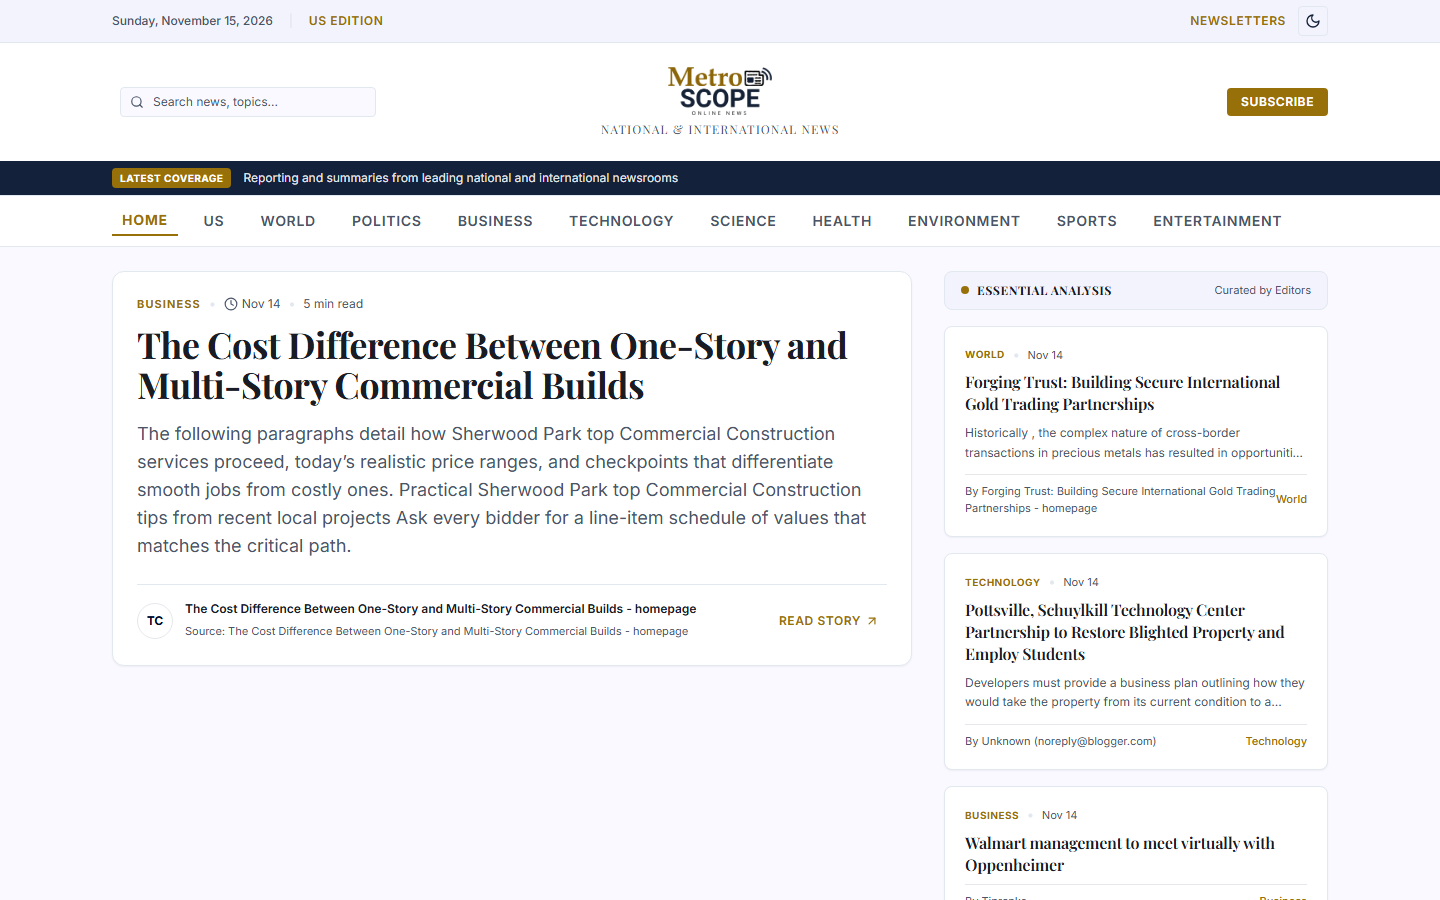 Sunday, November 15, 2026
US EDITION
NEWSLETTERS
Search news, topics...
Metro
SCOPE
ONLINE NEWS
NATIONAL & INTERNATIONAL NEWS
SUBSCRIBE
LATEST COVERAGE
Reporting and summaries from leading national and international newsrooms
HOME
US
WORLD
POLITICS
BUSINESS
TECHNOLOGY
SCIENCE
HEALTH
ENVIRONMENT
SPORTS
ENTERTAINMENT
BUSINESS
Nov 14
5 min read
The Cost Difference Between One-Story and
Multi-Story Commercial Builds
The following paragraphs detail how Sherwood Park top Commercial Construction
services proceed, today’s realistic price ranges, and checkpoints that differentiate
smooth jobs from costly ones. Practical Sherwood Park top Commercial Construction
tips from recent local projects Ask every bidder for a line-item schedule of values that
matches the critical path.
TC
The Cost Difference Between One-Story and Multi-Story Commercial Builds - homepage
Source: The Cost Difference Between One-Story and Multi-Story Commercial Builds - homepage
READ STORY
ESSENTIAL ANALYSIS
Curated by Editors
WORLD
Nov 14
Forging Trust: Building Secure International
Gold Trading Partnerships
Historically , the complex nature of cross-border
transactions in precious metals has resulted in opportuniti...
By Forging Trust: Building Secure International Gold Trading
Partnerships - homepage
World
TECHNOLOGY
Nov 14
Pottsville, Schuylkill Technology Center
Partnership to Restore Blighted Property and
Employ Students
Developers must provide a business plan outlining how they
would take the property from its current condition to a...
By Unknown (noreply@blogger.com)
Technology
BUSINESS
Nov 14
Walmart management to meet virtually with
Oppenheimer